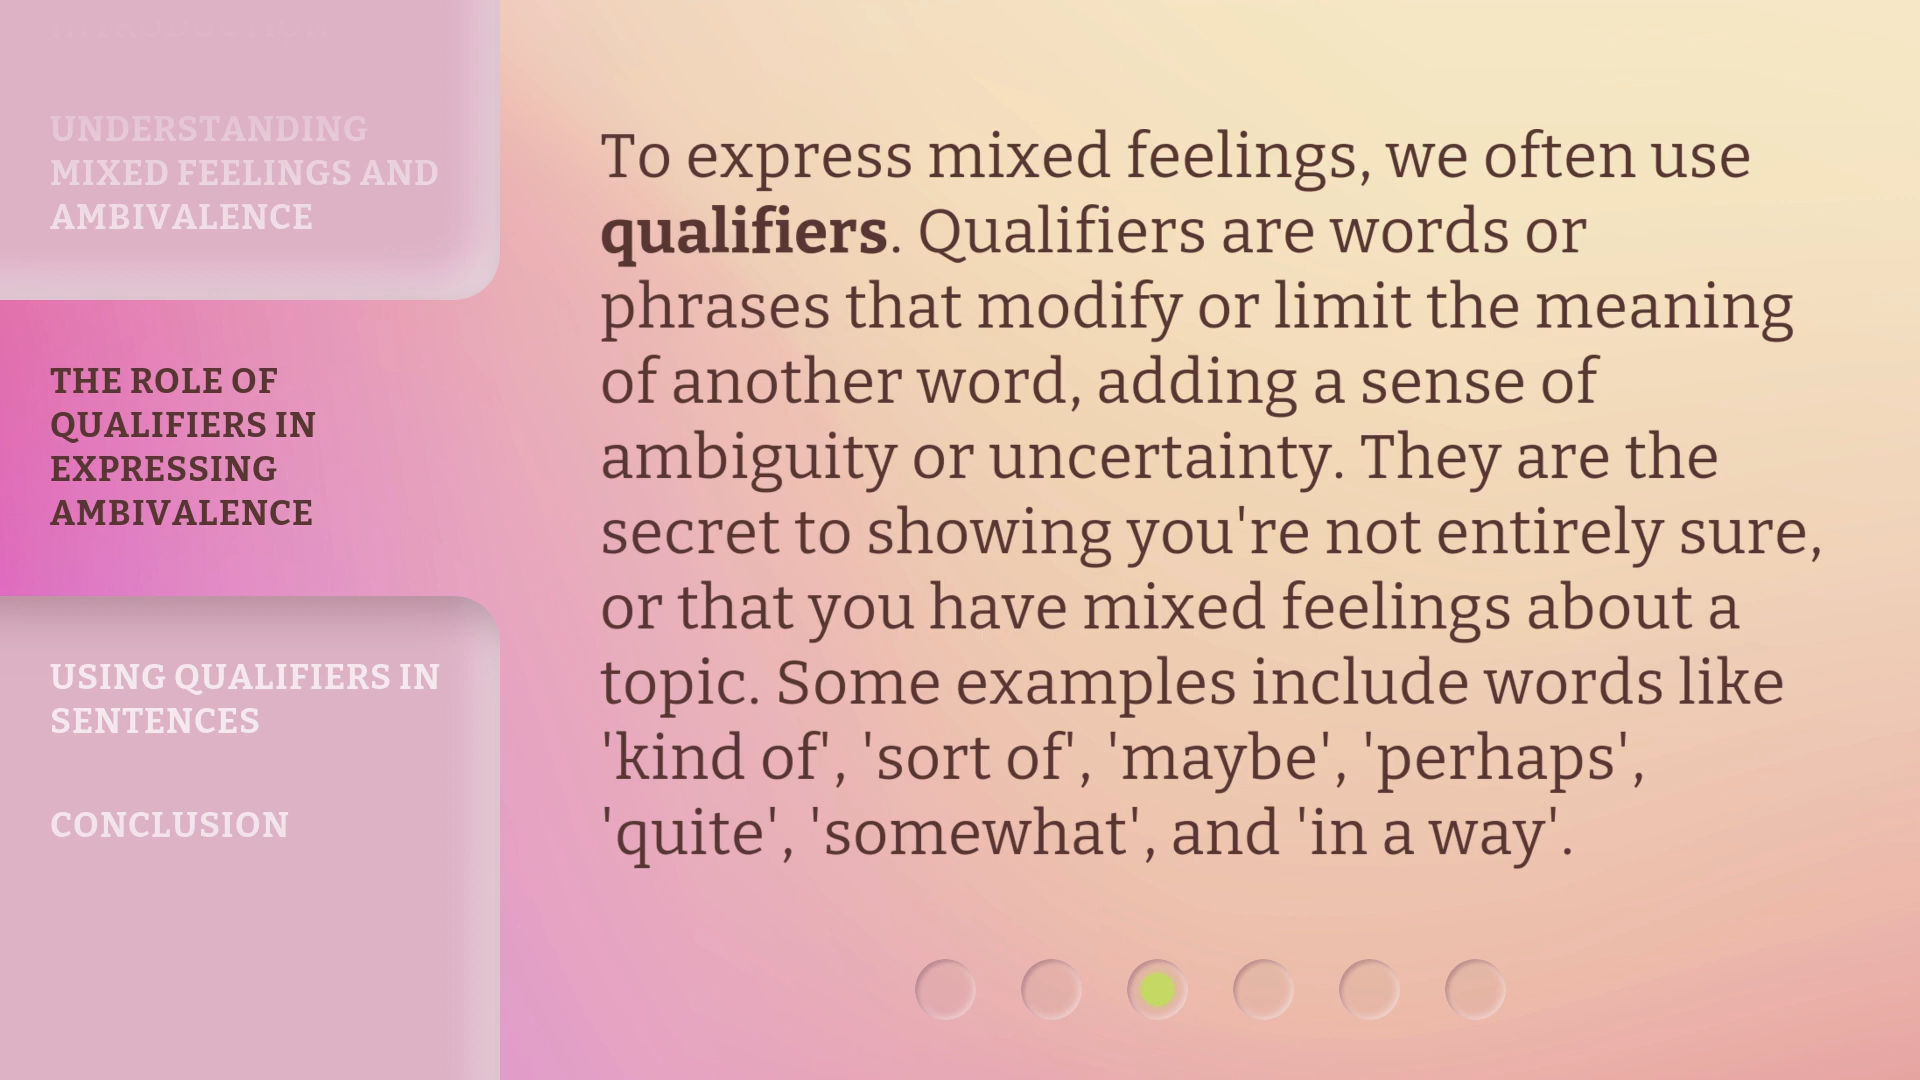 INTRODUCTION
UNDERSTANDING
MIXED FEELINGS AND
AMBIVALENCE
THE ROLE OF
QUALIFIERS IN
EXPRESSING
AMBIVALENCE
USING QUALIFIERS IN
SENTENCES
CONCLUSION
To express mixed feelings, we often use
qualifiers. Qualifiers are words or
phrases that modify or limit the meaning
of another word, adding a sense of
ambiguity or uncertainty. They are the
secret to showing you're not entirely sure,
or that you have mixed feelings about a
topic. Some examples include words like
'kind of', 'sort of', 'maybe', 'perhaps',
'quite', 'somewhat', and 'in a way'.